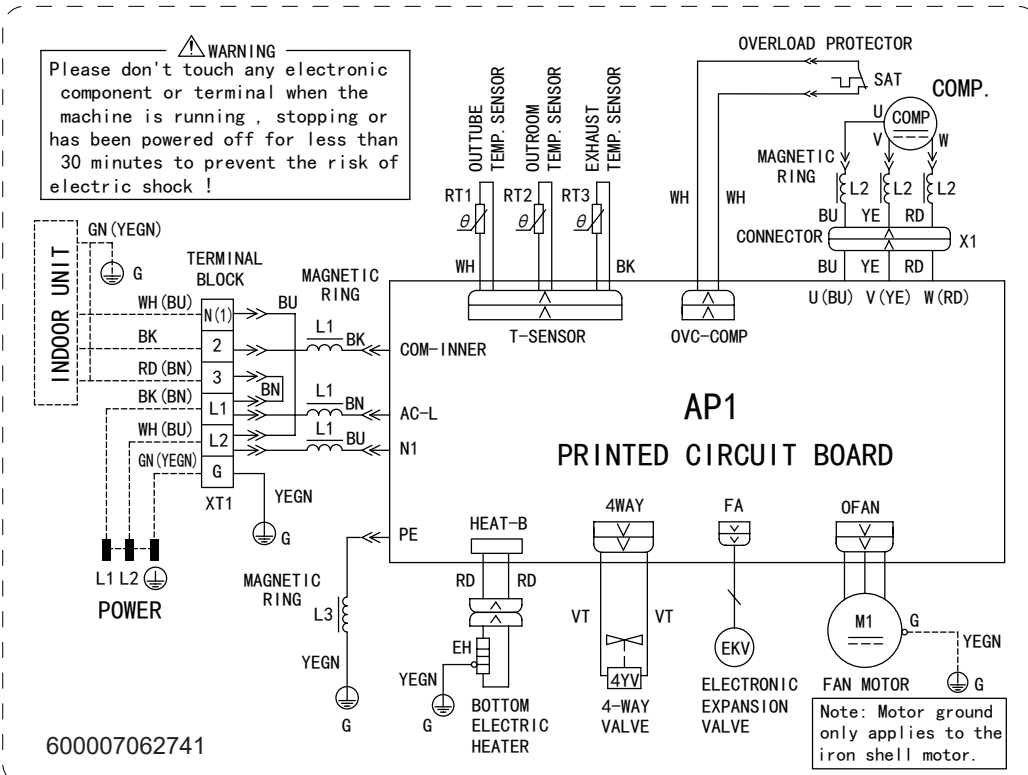 WARNING
Please don't touch any electronic
component or terminal when the
machine is running , stopping or
has been powered off for less than
30 minutes to prevent the risk of
electric shock !
OUTTUBE
TEMP. SENSOR
OUTROOM
TEMP. SENSOR
EXHAUST
TEMP. SENSOR
RT1
RT2
RT3
θ
θ
θ
WH
BK
OVERLOAD PROTECTOR
SAT
COMP.
COMP
U
V
W
MAGNETIC
RING
L2
L2
L2
WH
WH
BU
YE
RD
CONNECTOR
X1
BU
YE
RD
U(BU)
V(YE)
W(RD)
INDOOR UNIT
GN(YEGN)
G
TERMINAL
BLOCK
MAGNETIC
RING
WH(BU)
N(1)
BU
BK
2
L1
BK
COM-INNER
RD(BN)
3
BN
BK(BN)
L1
L1
BN
AC-L
WH(BU)
L2
L1
BU
N1
GN(YEGN)
G
XT1
YEGN
G
L1
L2
POWER
T-SENSOR
OVC-COMP
AP1
PRINTED CIRCUIT BOARD
PE
MAGNETIC
RING
L3
YEGN
G
HEAT-B
RD
RD
EH
YEGN
G
BOTTOM
ELECTRIC
HEATER
4WAY
VT
VT
4YV
4-WAY
VALVE
FA
EKV
ELECTRONIC
EXPANSION
VALVE
OFAN
M1
G
YEGN
G
FAN MOTOR
Note: Motor ground
only applies to the
iron shell motor.
600007062741